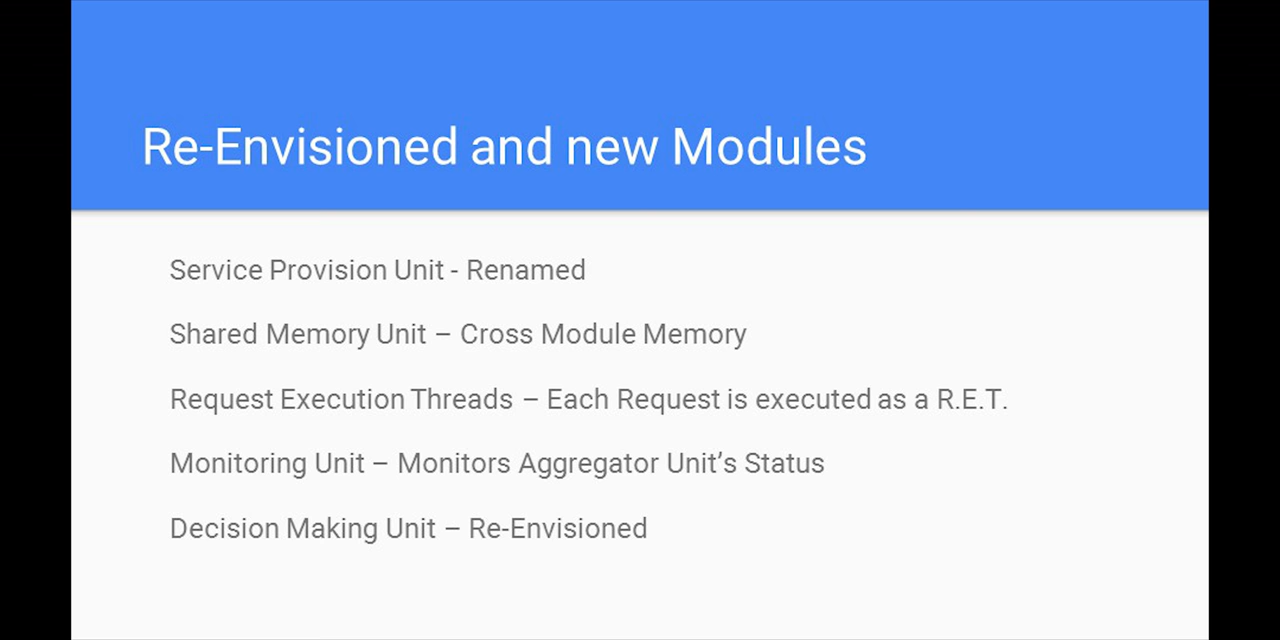 Re-Envisioned and new Modules
Service Provision Unit - Renamed
Shared Memory Unit – Cross Module Memory
Request Execution Threads – Each Request is executed as a R.E.T.
Monitoring Unit – Monitors Aggregator Unit’s Status
Decision Making Unit – Re-Envisioned